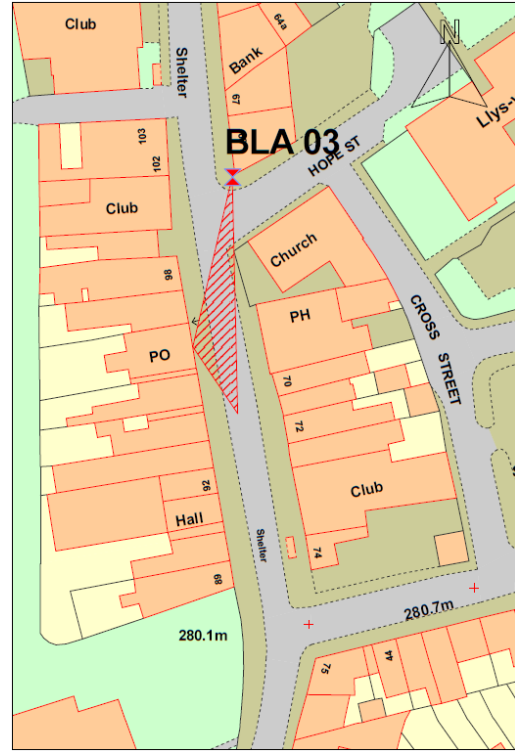 Club
Shelter
64a
Bank
67
N
Llys-
BLA 03
HOPE ST
103
102
Club
Church
98
PO
PH
CROSS STREET
70
72
92
Hall
Club
Shelter
74
89
280.1m
280.7m
75
44